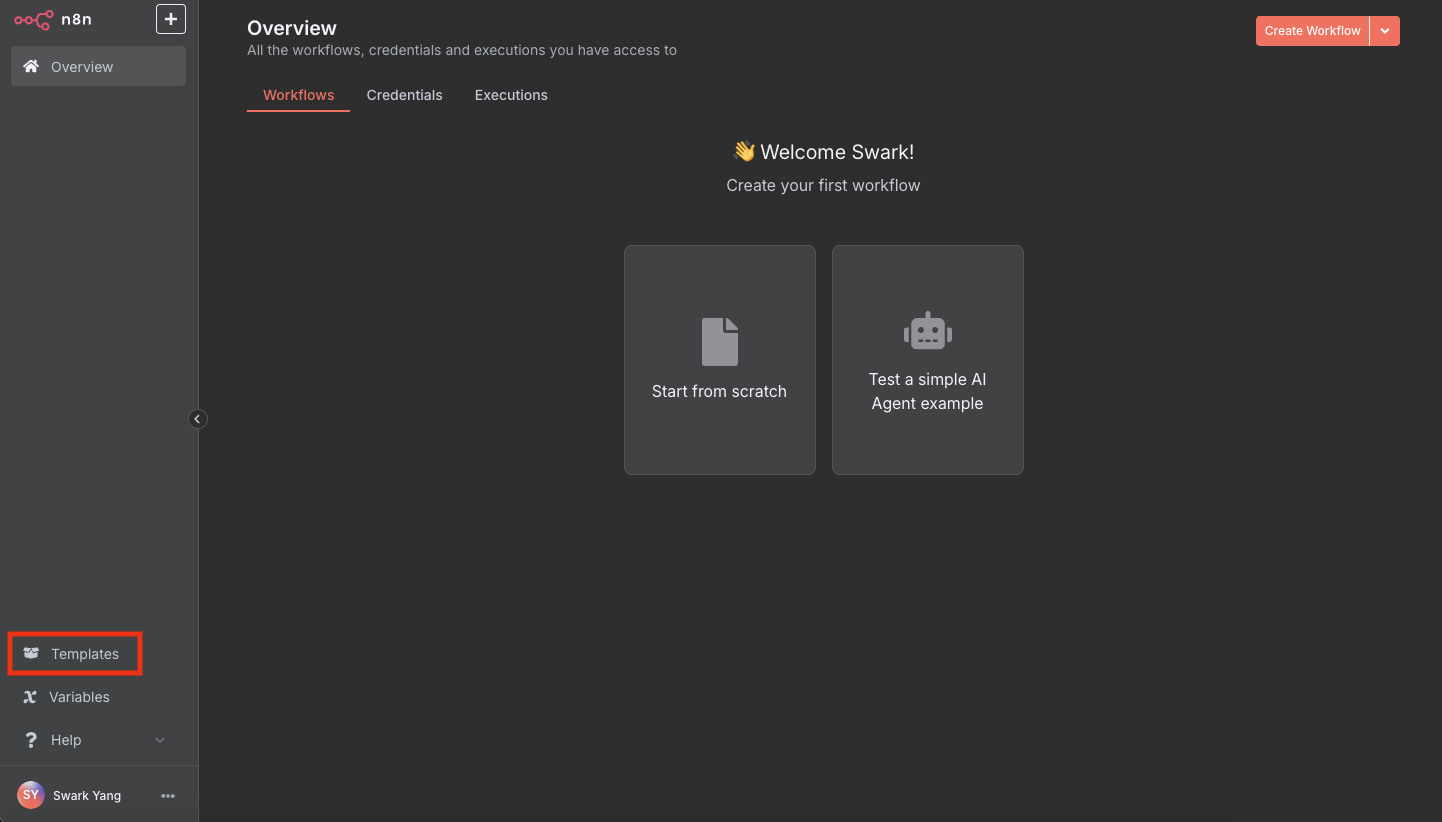 n8n
Overview
Templates
Variables
Help
SY Swark Yang
Overview
All the workflows, credentials and executions you have access to
Create Workflow
Workflows Credentials Executions
👋 Welcome Swark!
Create your first workflow
Start from scratch
Test a simple AI
Agent example